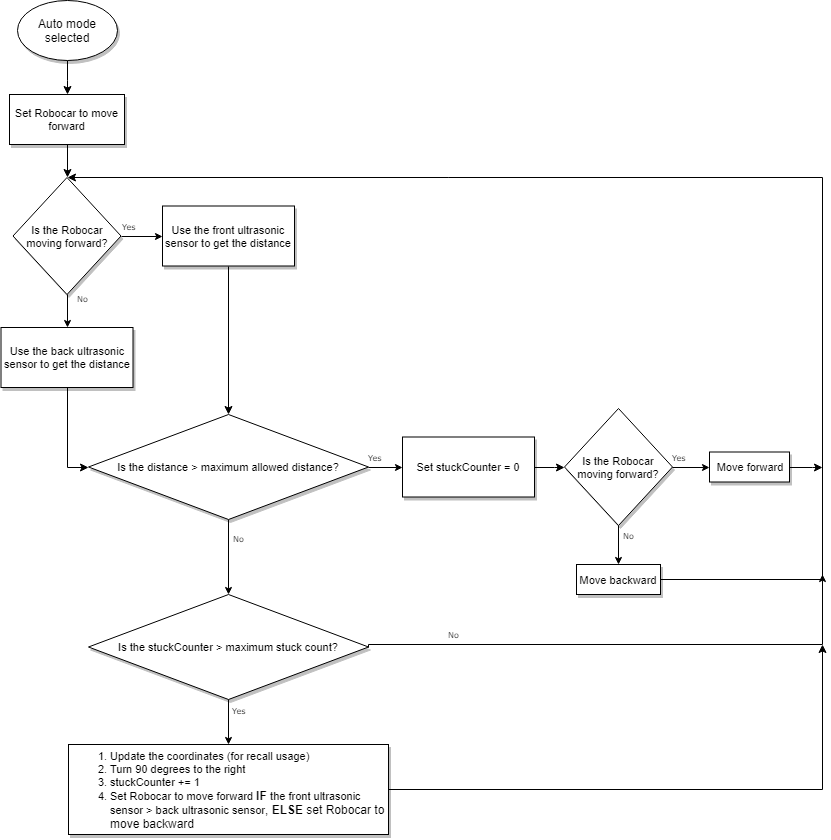 Auto mode
selected
Set Robocar to move
forward
Is the Robocar
moving forward?
Yes
Use the front ultrasonic
sensor to get the distance
No
Use the back ultrasonic
sensor to get the distance
Is the distance > maximum allowed distance?
Yes
Set stuckCounter = 0
Is the Robocar
moving forward?
Yes
Move forward
No
Move backward
No
Is the stuckCounter > maximum stuck count?
No
Yes
1. Update the coordinates (for recall usage)
2. Turn 90 degrees to the right
3. stuckCounter += 1
4. Set Robocar to move forward IF the front ultrasonic
sensor > back ultrasonic sensor, ELSE set Robocar to
move backward